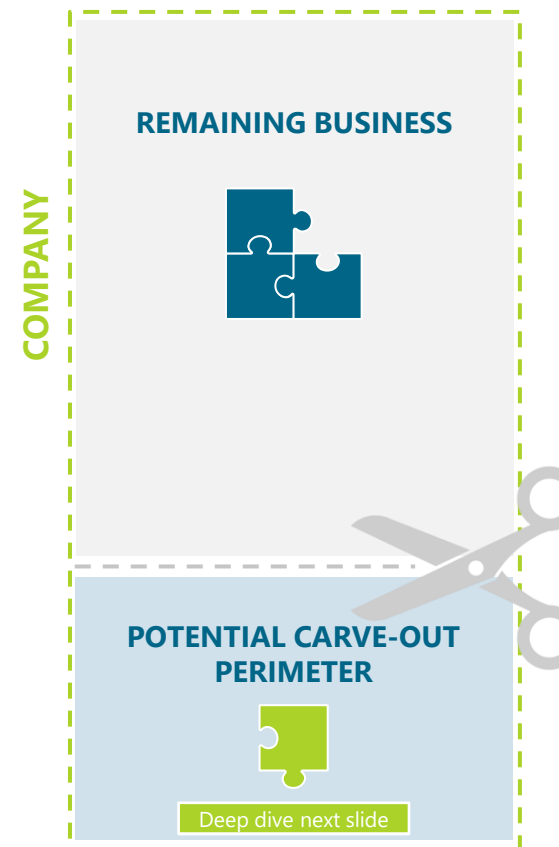 COMPANY
REMAINING BUSINESS
POTENTIAL CARVE-OUT
PERIMETER
Deep dive next slide